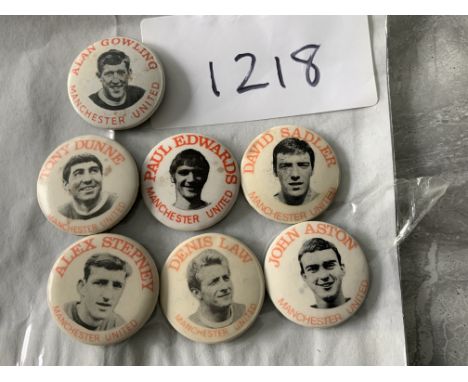 ALAN GOWLING
MANCHESTER UNITED
1218
TONY DUNNE
MANCHESTER UNITED
PAUL EDWARDS
MANCHESTER UNITED
DAVID SADLER
MANCHESTER UNITED
ALEX STEPNEY
MANCHESTER UNITED
DENIS LAW
MANCHESTER UNITED
JOHN ASTON
MANCHESTER UNITED